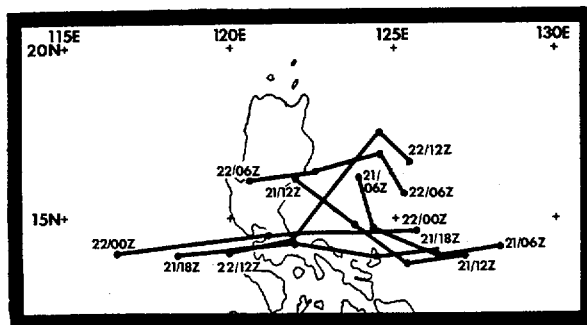 115E 120E 125E 130E
20N
22/12Z
22/06Z 21/12Z 21/06Z
22/06Z
15N 22/00Z
22/00Z 21/18Z 21/06Z
21/18Z 22/12Z 21/12Z